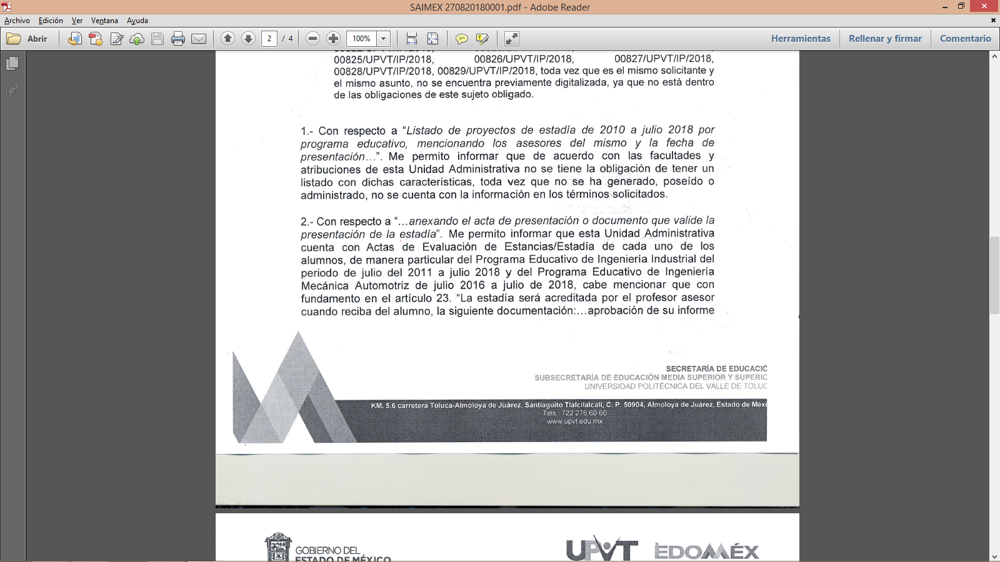 SAIMEX 270820180001.pdf - Adobe Reader
Archivo Edición Ver Ventana Ayuda
Abrir
2 / 4
100%
Herramientas
Rellenar y firmar
Comentario
00825/UPVT/IP/2018, 00826/UPVT/IP/2018, 00827/UPVT/IP/2018,
00828/UPVT/IP/2018, 00829/UPVT/IP/2018, toda vez que es el mismo solicitante y
el mismo asunto, no se encuentra previamente digitalizada, ya que no está dentro
de las obligaciones de este sujeto obligado.
1.- Con respecto a “Listado de proyectos de estadía de 2010 a julio 2018 por
programa educativo, mencionando los asesores del mismo y la fecha de
presentación…”. Me permito informar que de acuerdo con las facultades y
atribuciones de esta Unidad Administrativa no se tiene la obligación de tener un
listado con dichas características, toda vez que no se ha generado, poseído o
administrado, no se cuenta con la información en los términos solicitados.
2.- Con respecto a “…anexando el acta de presentación o documento que valide la
presentación de la estadía”. Me permito informar que esta Unidad Administrativa
cuenta con Actas de Evaluación de Estancias/Estadía de cada uno de los
alumnos, de manera particular del Programa Educativo de Ingeniería Industrial del
periodo de julio del 2011 a julio 2018 y del Programa Educativo de Ingeniería
Mecánica Automotriz de julio 2016 a julio de 2018, cabe mencionar que con
fundamento en el artículo 23. “La estadía será acreditada por el profesor asesor
cuando reciba del alumno, la siguiente documentación:…aprobación de su informe
SECRETARÍA DE EDUCACIÓ
SUBSECRETARÍA DE EDUCACIÓN MEDIA SUPERIOR Y SUPERIO
UNIVERSIDAD POLITÉCNICA DEL VALLE DE TOLUC
KM. 5.6 carretera Toluca-Almoloya de Juárez, Santiaguito Tlalcilalcali, C. P. 50904, Almoloya de Juárez, Estado de Méxi
Tels.: 722 276 60 60
www.upvt.edu.mx
GOBIERNO DEL
ESTADO DE MÉXICO
UPVT
EDOMÉX